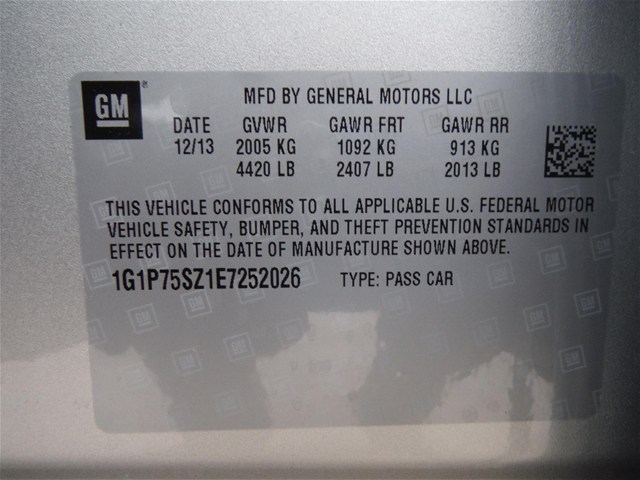 GM
MFD BY GENERAL MOTORS LLC
DATE GVWR GAWR FRT GAWR RR
12/13 2005 KG 1092 KG 913 KG
4420 LB 2407 LB 2013 LB
THIS VEHICLE CONFORMS TO ALL APPLICABLE U.S. FEDERAL MOTOR
VEHICLE SAFETY, BUMPER, AND THEFT PREVENTION STANDARDS IN
EFFECT ON THE DATE OF MANUFACTURE SHOWN ABOVE.
1G1P75SZ1E7252026 TYPE: PASS CAR